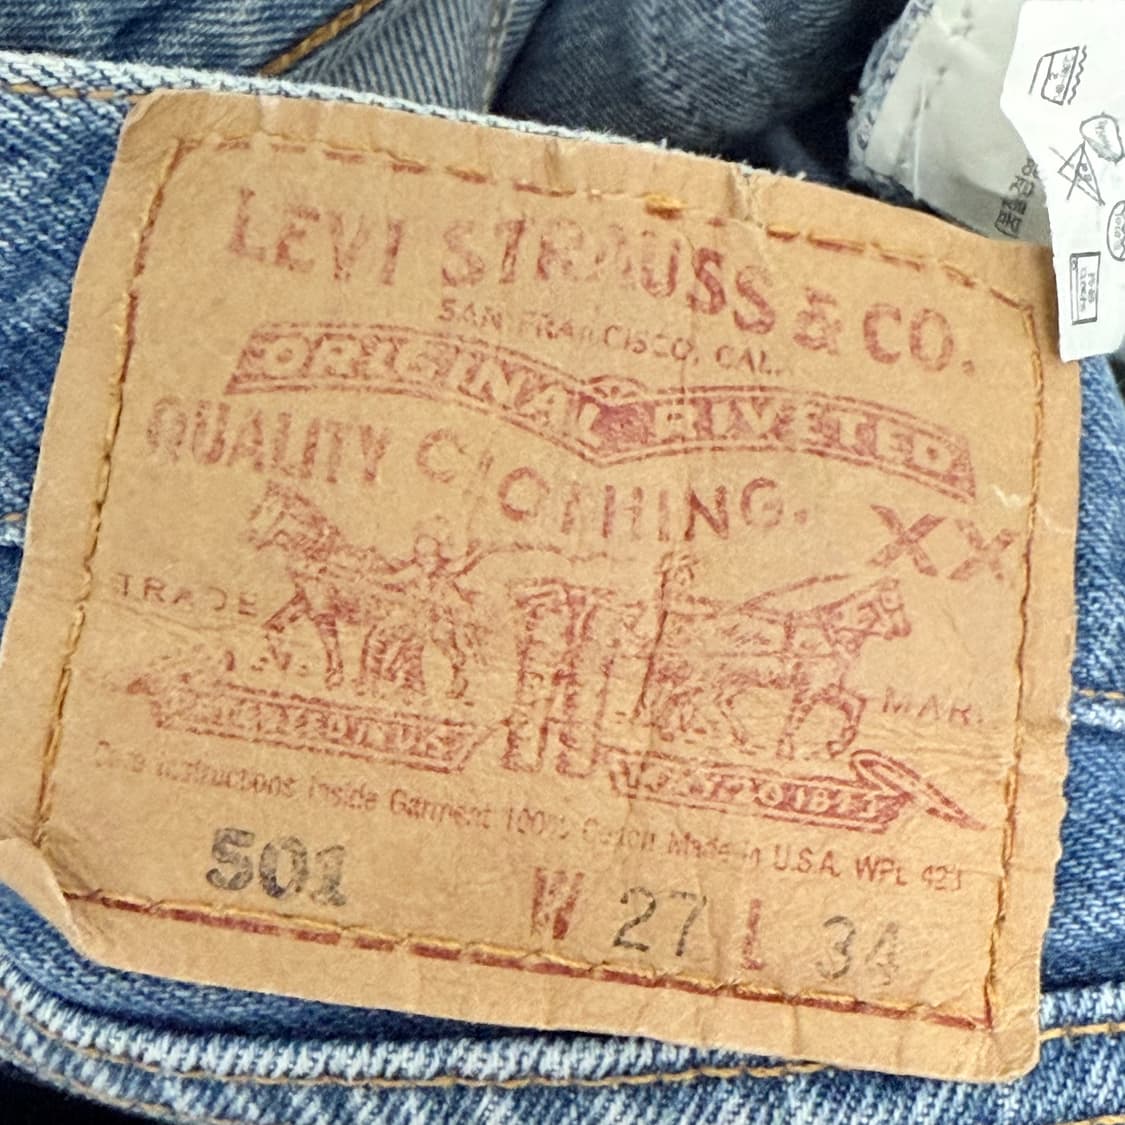 LEVI STRAUSS & CO.
SAN FRANCISCO, CAL.
ORIGINAL RIVETED
QUALITY CLOTHING.
XX
TRADE MARK
Care instructions Inside Garment 100% Cotton Made in U.S.A. WPL 423
501 W 27 L 34